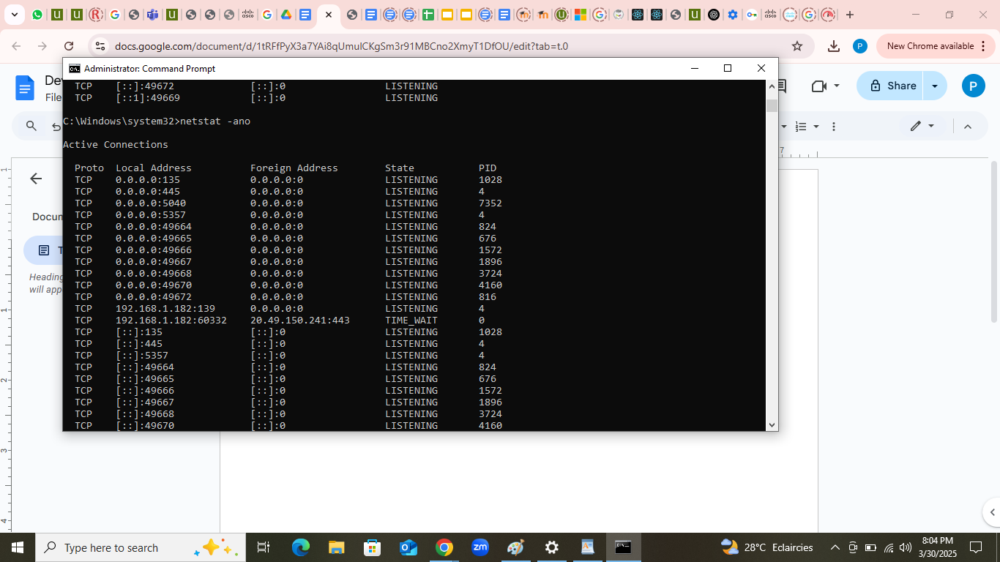 docs.google.com/document/d/1tRFfPyX3a7YAi8qUmulCKgSm3r91MBCno2XmyT1DfOU/edit?tab=t.0
P
New Chrome available
Administrator: Command Prompt
File
Share
P
TCP [::]:49672 [::]:0 LISTENING
TCP [::1]:49669 [::]:0 LISTENING
C:\Windows\system32>netstat -ano
Active Connections
Proto Local Address Foreign Address State PID
TCP 0.0.0.0:135 0.0.0.0:0 LISTENING 1028
TCP 0.0.0.0:445 0.0.0.0:0 LISTENING 4
TCP 0.0.0.0:5040 0.0.0.0:0 LISTENING 7352
TCP 0.0.0.0:5357 0.0.0.0:0 LISTENING 4
TCP 0.0.0.0:49664 0.0.0.0:0 LISTENING 824
TCP 0.0.0.0:49665 0.0.0.0:0 LISTENING 676
TCP 0.0.0.0:49666 0.0.0.0:0 LISTENING 1572
TCP 0.0.0.0:49667 0.0.0.0:0 LISTENING 1896
TCP 0.0.0.0:49668 0.0.0.0:0 LISTENING 3724
TCP 0.0.0.0:49670 0.0.0.0:0 LISTENING 4160
TCP 0.0.0.0:49672 0.0.0.0:0 LISTENING 816
TCP 192.168.1.182:139 0.0.0.0:0 LISTENING 4
TCP 192.168.1.182:60332 20.49.150.241:443 TIME_WAIT 0
TCP [::]:135 [::]:0 LISTENING 1028
TCP [::]:445 [::]:0 LISTENING 4
TCP [::]:5357 [::]:0 LISTENING 4
TCP [::]:49664 [::]:0 LISTENING 824
TCP [::]:49665 [::]:0 LISTENING 676
TCP [::]:49666 [::]:0 LISTENING 1572
TCP [::]:49667 [::]:0 LISTENING 1896
TCP [::]:49668 [::]:0 LISTENING 3724
TCP [::]:49670 [::]:0 LISTENING 4160
Docum
T
Heading
will app
7
1
1
2
3
4
Type here to search
zm
28°C Eclaircies
8:04 PM
3/30/2025